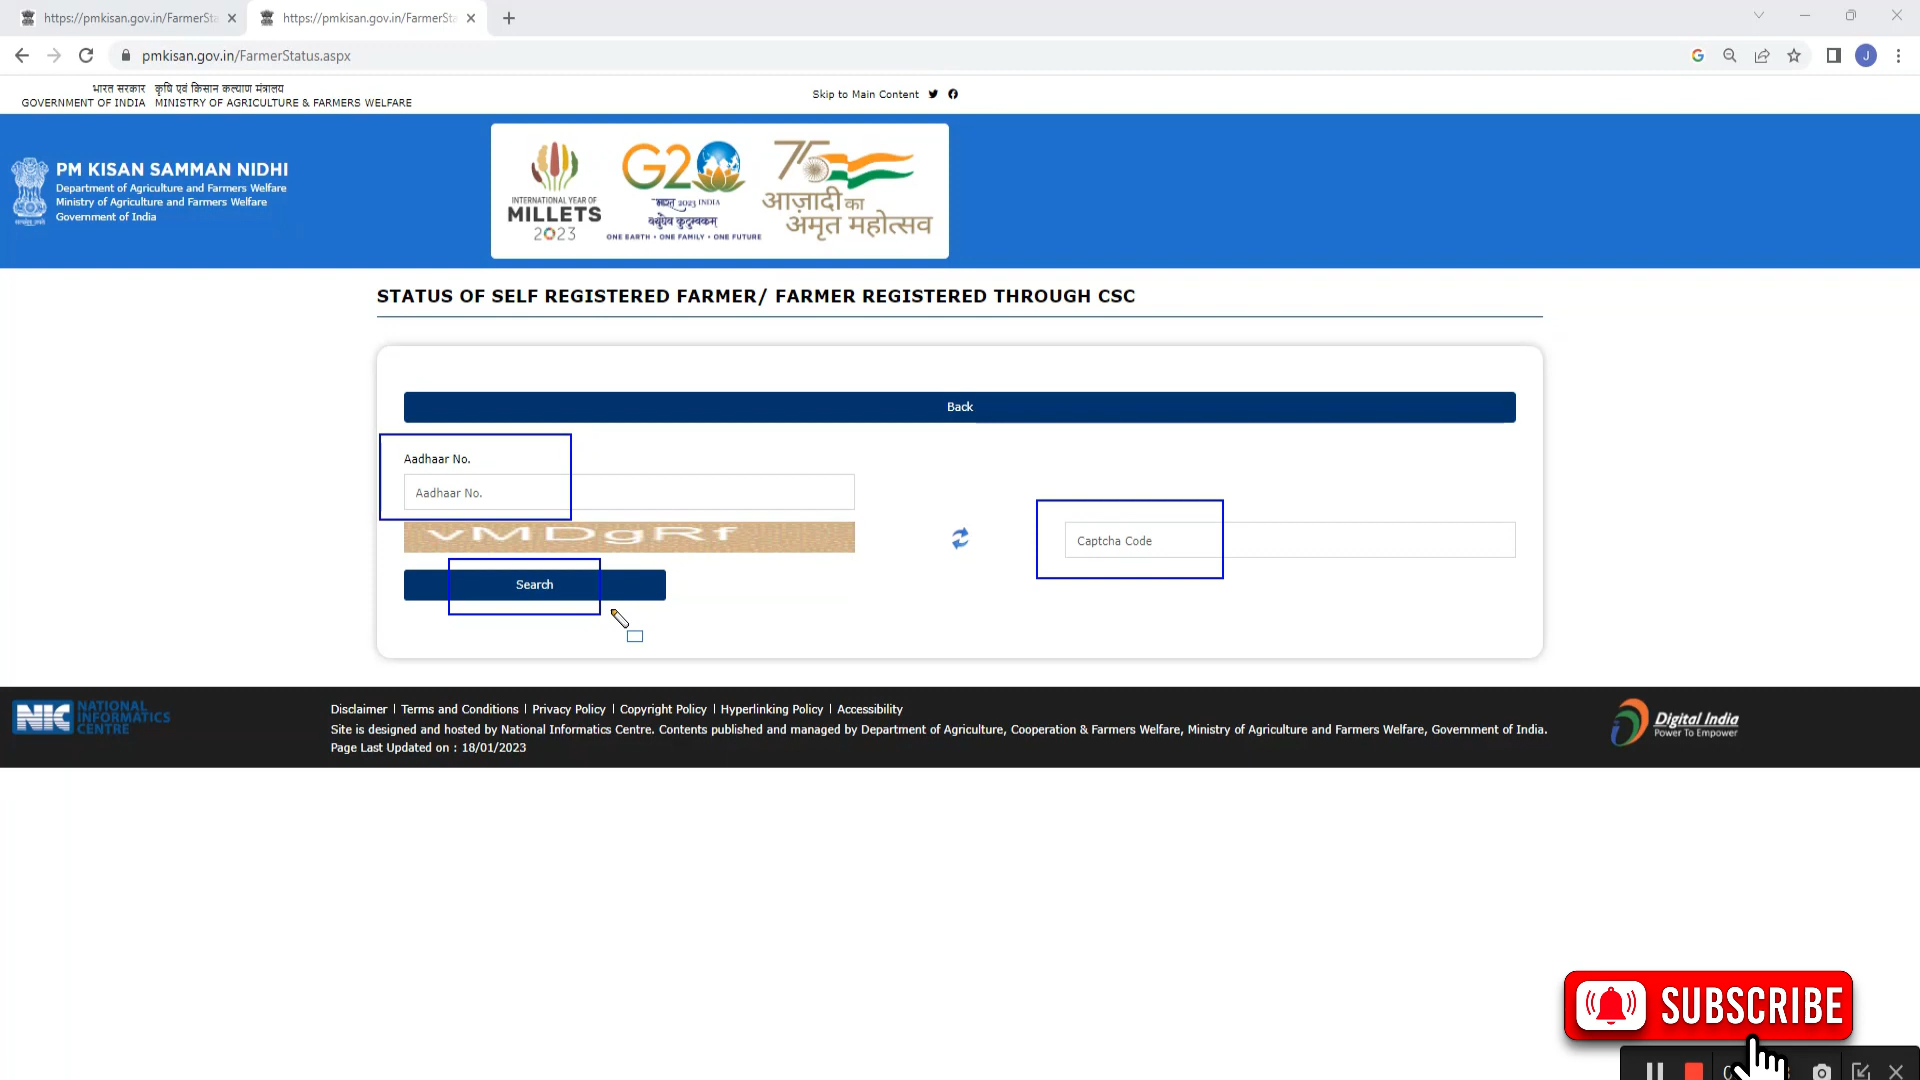 https://pmkisan.gov.in/FarmerSta
https://pmkisan.gov.in/FarmerSta
pmkisan.gov.in/FarmerStatus.aspx
J
भारत सरकार कृषि एवं किसान कल्याण मंत्रालय
GOVERNMENT OF INDIA MINISTRY OF AGRICULTURE & FARMERS WELFARE
Skip to Main Content
PM KISAN SAMMAN NIDHI
Department of Agriculture and Farmers Welfare
Ministry of Agriculture and Farmers Welfare
Government of India
INTERNATIONAL YEAR OF
MILLETS
2023
G20
भारत 2023 INDIA
वसुधैव कुटुम्बकम्
ONE EARTH • ONE FAMILY • ONE FUTURE
75
आज़ादी का
अमृत महोत्सव
STATUS OF SELF REGISTERED FARMER/ FARMER REGISTERED THROUGH CSC
Back
Aadhaar No.
Aadhaar No.
vMDgRf
Captcha Code
Search
NIC NATIONAL
INFORMATICS
CENTRE
Disclaimer | Terms and Conditions | Privacy Policy | Copyright Policy | Hyperlinking Policy | Accessibility
Site is designed and hosted by National Informatics Centre. Contents published and managed by Department of Agriculture, Cooperation & Farmers Welfare, Ministry of Agriculture and Farmers Welfare, Government of India.
Page Last Updated on : 18/01/2023
Digital India
Power To Empower
SUBSCRIBE